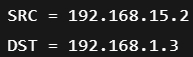 SRC = 192.168.15.2
DST = 192.168.1.3